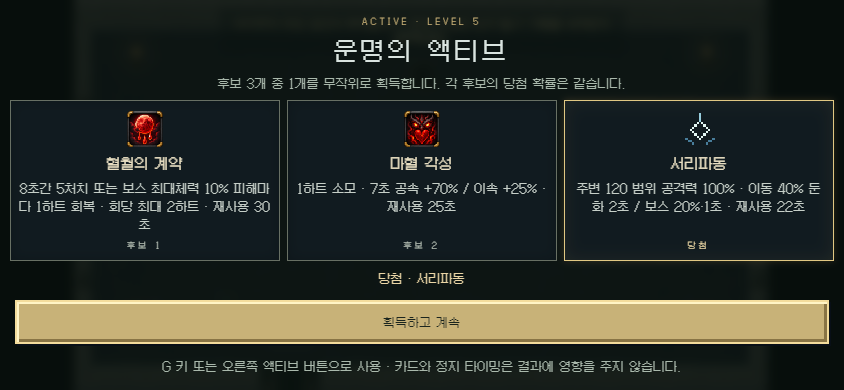 ACTIVE · LEVEL 5
운명의 액티브
후보 3개 중 1개를 무작위로 획득합니다. 각 후보의 당첨 확률은 같습니다.
혈월의 계약
8초간 5처치 또는 보스 최대체력 10% 피해마
다 1하트 회복 · 회당 최대 2하트 · 재사용 30
초
후보 1
마혈 각성
1하트 소모 · 7초 공속 +70% / 이속 +25% ·
재사용 25초
후보 2
서리파동
주변 120 범위 공격력 100% · 이동 40% 둔
화 2초 / 보스 20%·1초 · 재사용 22초
당첨
당첨 · 서리파동
획득하고 계속
G 키 또는 오른쪽 액티브 버튼으로 사용 · 카드와 정지 타이밍은 결과에 영향을 주지 않습니다.